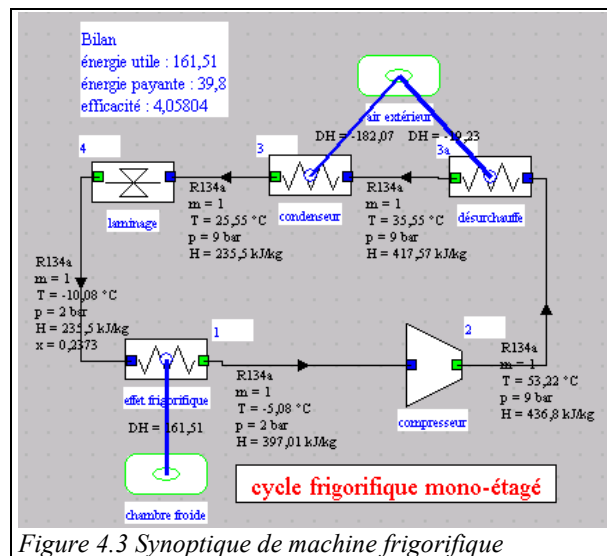 Bilan
énergie utile : 161,51
énergie payante : 39,8
efficacité : 4,05804
air extérieur
DH = -182,07
DH = -19,23
4
laminage
3
condenseur
3a
désurchauffe
R134a
m = 1
T = 25,55 °C
p = 9 bar
H = 235,5 kJ/kg
R134a
m = 1
T = 35,55 °C
p = 9 bar
H = 417,57 kJ/kg
R134a
m = 1
T = -10,08 °C
p = 2 bar
H = 235,5 kJ/kg
x = 0,2373
1
effet frigorifique
R134a
m = 1
T = -5,08 °C
p = 2 bar
H = 397,01 kJ/kg
2
compresseur
R134a
m = 1
T = 53,22 °C
p = 9 bar
H = 436,8 kJ/kg
DH = 161,51
chambre froide
cycle frigorifique mono-étagé
Figure 4.3 Synoptique de machine frigorifique